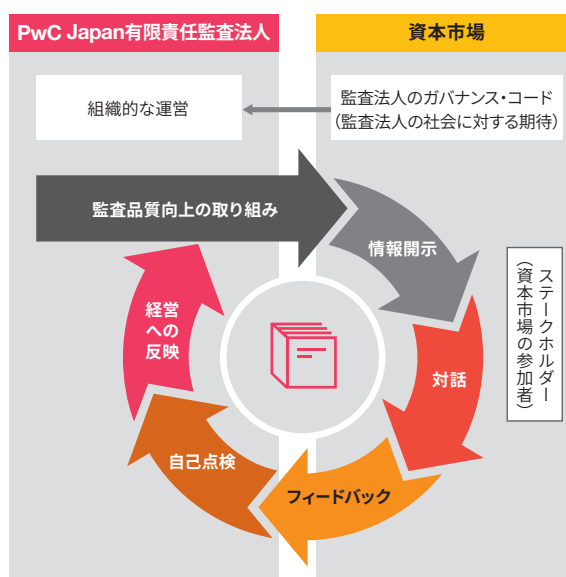 PwC Japan有限責任監査法人
資本市場
組織的な運営
監査法人のガバナンス・コード
（監査法人の社会に対する期待）
監査品質向上の取り組み
情報開示
ステークホルダー
（資本市場の参加者）
対話
フィードバック
自己点検
経営
への
反映